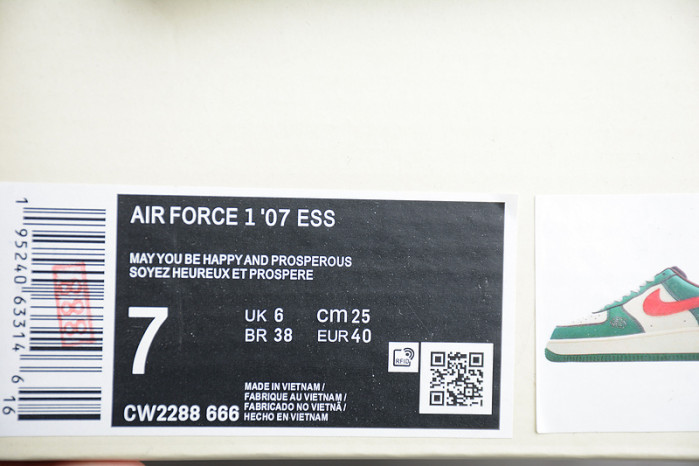 1 95240 63314 6 16
888
AIR FORCE 1 '07 ESS
MAY YOU BE HAPPY AND PROSPEROUS
SOYEZ HEUREUX ET PROSPERE
7
UK 6 cm 25
BR 38 EUR 40
RFID
MADE IN VIETNAM /
FABRIQUE AU VIETNAM /
FABRICADO NO VIETNÃ /
HECHO EN VIETNAM
CW2288 666